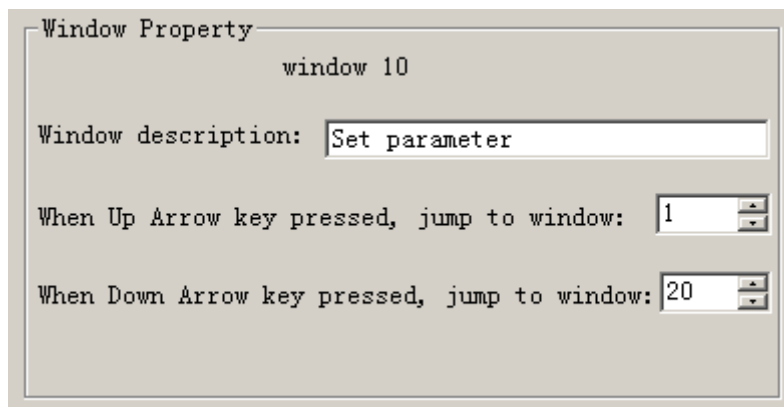 Window Property
window 10
Window description: Set parameter
When Up Arrow key pressed, jump to window: 1
When Down Arrow key pressed, jump to window: 20